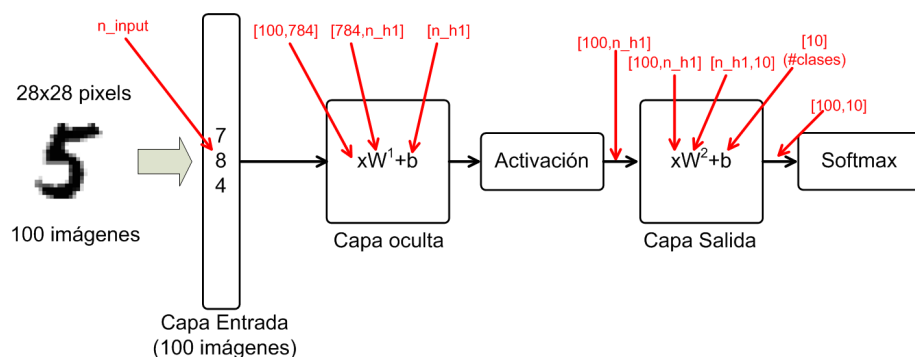 n_input
28x28 pixels
100 imágenes
7
8
4
Capa Entrada
(100 imágenes)
[100,784]
[784,n_h1]
[n_h1]
xW¹+b
Capa oculta
Activación
[100,n_h1]
[100,n_h1]
[n_h1,10]
[10]
(#clases)
xW²+b
Capa Salida
[100,10]
Softmax